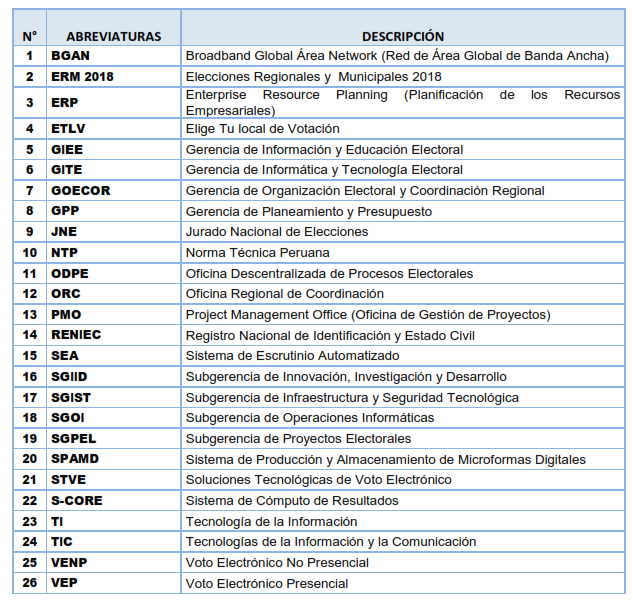 N° ABREVIATURAS DESCRIPCIÓN
1 BGAN Broadband Global Área Network (Red de Área Global de Banda Ancha)
2 ERM 2018 Elecciones Regionales y Municipales 2018
3 ERP Enterprise Resource Planning (Planificación de los Recursos
Empresariales)
4 ETLV Elige Tu local de Votación
5 GIEE Gerencia de Información y Educación Electoral
6 GITE Gerencia de Informática y Tecnología Electoral
7 GOECOR Gerencia de Organización Electoral y Coordinación Regional
8 GPP Gerencia de Planeamiento y Presupuesto
9 JNE Jurado Nacional de Elecciones
10 NTP Norma Técnica Peruana
11 ODPE Oficina Descentralizada de Procesos Electorales
12 ORC Oficina Regional de Coordinación
13 PMO Project Management Office (Oficina de Gestión de Proyectos)
14 RENIEC Registro Nacional de Identificación y Estado Civil
15 SEA Sistema de Escrutinio Automatizado
16 SGIID Subgerencia de Innovación, Investigación y Desarrollo
17 SGIST Subgerencia de Infraestructura y Seguridad Tecnológica
18 SGOI Subgerencia de Operaciones Informáticas
19 SGPEL Subgerencia de Proyectos Electorales
20 SPAMD Sistema de Producción y Almacenamiento de Microformas Digitales
21 STVE Soluciones Tecnológicas de Voto Electrónico
22 S-CORE Sistema de Cómputo de Resultados
23 TI Tecnología de la Información
24 TIC Tecnologías de la Información y la Comunicación
25 VENP Voto Electrónico No Presencial
26 VEP Voto Electrónico Presencial